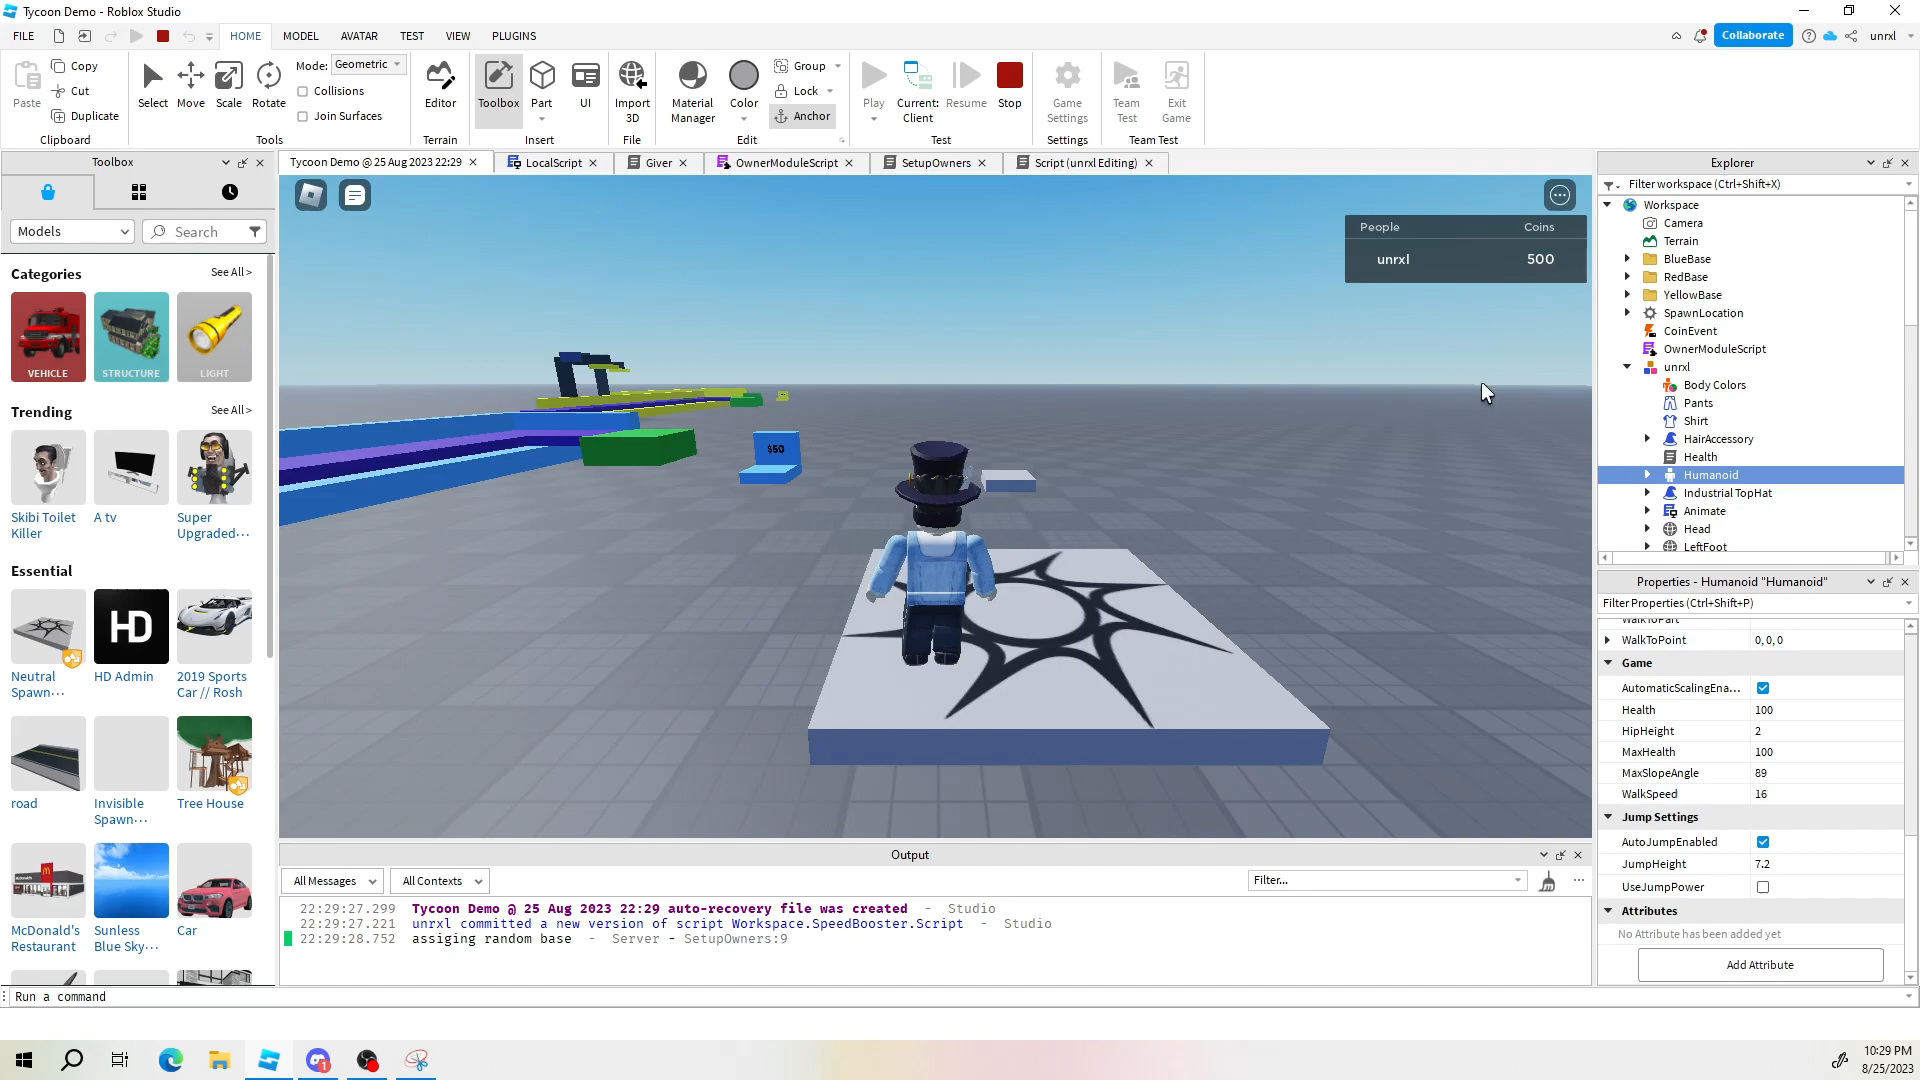 Tycoon Demo - Roblox Studio
FILE
HOME
MODEL
AVATAR
TEST
VIEW
PLUGINS
Collaborate
unrxl
Paste
Copy
Cut
Duplicate
Clipboard
Select
Move
Scale
Rotate
Mode:
Geometric
Collisions
Join Surfaces
Tools
Editor
Terrain
Toolbox
Part
UI
Insert
Import
3D
File
Material
Manager
Color
Group
Lock
Anchor
Edit
Play
Current:
Client
Resume
Stop
Test
Game
Settings
Settings
Team
Test
Exit
Game
Team Test
Toolbox
Models
Search
Categories
See All >
VEHICLE
STRUCTURE
LIGHT
Trending
See All >
Skibi Toilet
Killer
A tv
Super
Upgraded...
Essential
HD
Neutral
Spawn...
HD Admin
2019 Sports
Car // Rosh
road
Invisible
Spawn...
Tree House
McDonald's
McDonald's
Restaurant
Sunless
Blue Sky...
Car
Tycoon Demo @ 25 Aug 2023 22:29
LocalScript
Giver
OwnerModuleScript
SetupOwners
Script (unrxl Editing)
People
Coins
unrxl
500
$50
Output
All Messages
All Contexts
Filter...
22:29:27.299 Tycoon Demo @ 25 Aug 2023 22:29 auto-recovery file was created - Studio
22:29:27.221 unrxl committed a new version of script Workspace.SpeedBooster.Script - Studio
22:29:28.752 assiging random base - Server - SetupOwners:9
Run a command
Explorer
Filter workspace (Ctrl+Shift+X)
Workspace
Camera
Terrain
BlueBase
RedBase
YellowBase
SpawnLocation
CoinEvent
OwnerModuleScript
unrxl
Body Colors
Pants
Shirt
HairAccessory
Health
Humanoid
Industrial TopHat
Animate
Head
LeftFoot
Properties - Humanoid "Humanoid"
Filter Properties (Ctrl+Shift+P)
WalkToPart
WalkToPoint 0, 0, 0
Game
AutomaticScalingEna...
Health 100
HipHeight 2
MaxHealth 100
MaxSlopeAngle 89
WalkSpeed 16
Jump Settings
AutoJumpEnabled
JumpHeight 7.2
UseJumpPower
Attributes
No Attribute has been added yet
Add Attribute
1
10:29 PM
8/25/2023